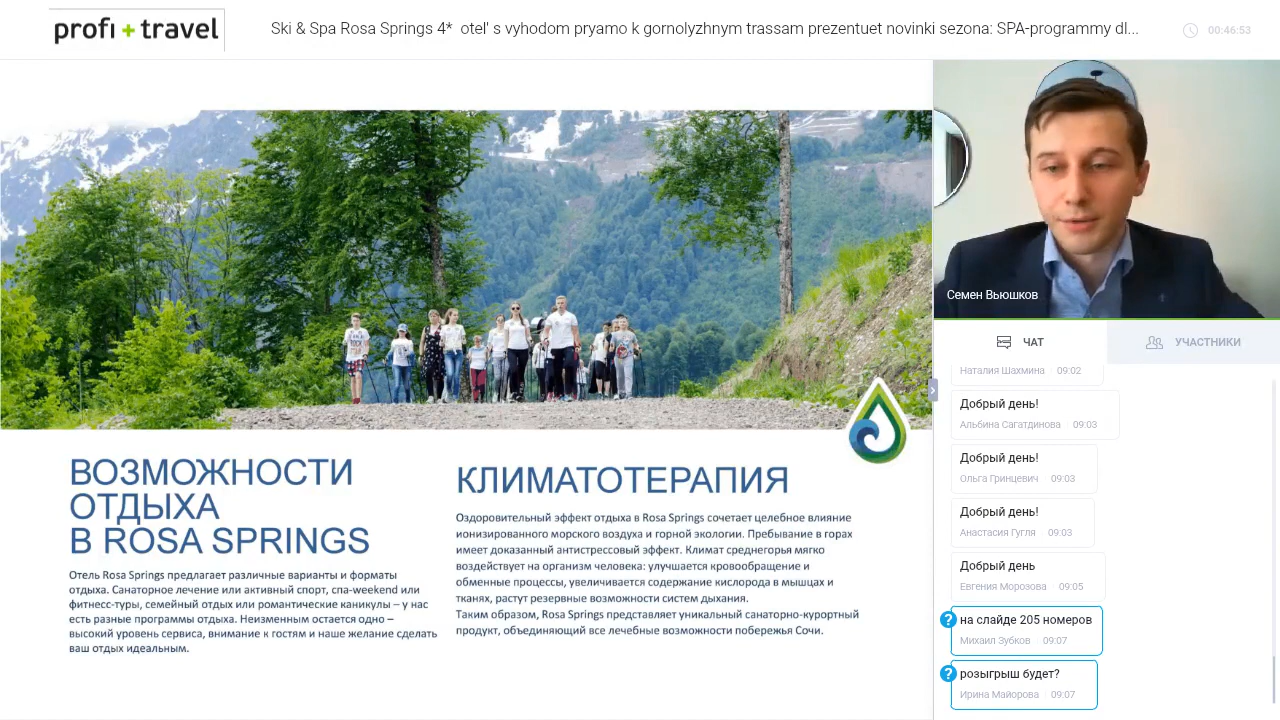 profi + travel
Ski & Spa Rosa Springs 4* otel' s vyhodom pryamo k gornolyzhnym trassam prezentuet novinki sezona: SPA-programmy dl...
00:46:53
Семен Вьюшков
ЧАТ
УЧАСТНИКИ
Наталия Шахмина 09:02
Добрый день!
Альбина Сагатдинова 09:03
Добрый день!
Ольга Гринцевич 09:03
Добрый день!
Анастасия Гугля 09:03
Добрый день
Евгения Морозова 09:05
? на слайде 205 номеров
Михаил Зубков 09:07
? розыгрыш будет?
Ирина Майорова 09:07
ВОЗМОЖНОСТИ
ОТДЫХА
В ROSA SPRINGS
Отель Rosa Springs предлагает различные варианты и форматы
отдыха. Санаторное лечение или активный спорт, спа-weekend или
фитнесс-туры, семейный отдых или романтические каникулы – у нас
есть разные программы отдыха. Неизменным остается одно –
высокий уровень сервиса, внимание к гостям и наше желание сделать
ваш отдых идеальным.
КЛИМАТОТЕРАПИЯ
Оздоровительный эффект отдыха в Rosa Springs сочетает целебное влияние
ионизированного морского воздуха и горной экологии. Пребывание в горах
имеет доказанный антистрессовый эффект. Климат среднегорья мягко
воздействует на организм человека: улучшается кровообращение и
обменные процессы, увеличивается содержание кислорода в мышцах и
тканях, растут резервные возможности систем дыхания.
Таким образом, Rosa Springs представляет уникальный санаторно-курортный
продукт, объединяющий все лечебные возможности побережья Сочи.